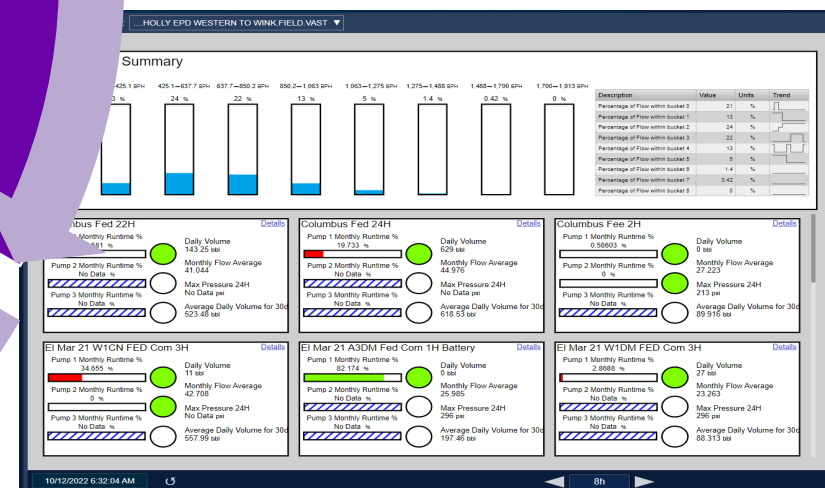 : ....HOLLY EPD WESTERN TO WINK.FIELD.VAST ▼
Summary
425.1 BPH 425.1—637.7 BPH 637.7—850.2 BPH 850.2—1,063 BPH 1,063—1,275 BPH 1,275—1,488 BPH 1,488—1,700 BPH 1,700—1,913 BPH
3 % 24 % 22 % 13 % 5 % 1.4 % 0.42 % 0 %
Description Value Units Trend
Percentage of Flow within bucket 0 21 %
Percentage of Flow within bucket 1 13 %
Percentage of Flow within bucket 2 24 %
Percentage of Flow within bucket 3 22 %
Percentage of Flow within bucket 4 13 %
Percentage of Flow within bucket 5 5 %
Percentage of Flow within bucket 6 1.4 %
Percentage of Flow within bucket 7 0.42 %
Percentage of Flow within bucket 8 0 %
bus Fed 22H Details
Monthly Runtime %
581 %
Pump 2 Monthly Runtime %
No Data %
Pump 3 Monthly Runtime %
No Data %
Daily Volume
143.25 bbl
Monthly Flow Average
41.044
Max Pressure 24H
No Data psi
Average Daily Volume for 30d
523.48 bbl
Columbus Fed 24H Details
Pump 1 Monthly Runtime %
19.733 %
Pump 2 Monthly Runtime %
No Data %
Pump 3 Monthly Runtime %
No Data %
Daily Volume
629 bbl
Monthly Flow Average
44.976
Max Pressure 24H
No Data psi
Average Daily Volume for 30d
618.53 bbl
Columbus Fee 2H Details
Pump 1 Monthly Runtime %
0.58603 %
Pump 2 Monthly Runtime %
0 %
Pump 3 Monthly Runtime %
No Data %
Daily Volume
0 bbl
Monthly Flow Average
27.223
Max Pressure 24H
213 psi
Average Daily Volume for 30d
89.916 bbl
El Mar 21 W1CN FED Com 3H Details
Pump 1 Monthly Runtime %
34.655 %
Pump 2 Monthly Runtime %
0 %
Pump 3 Monthly Runtime %
No Data %
Daily Volume
11 bbl
Monthly Flow Average
42.708
Max Pressure 24H
No Data psi
Average Daily Volume for 30d
557.99 bbl
El Mar 21 A3DM Fed Com 1H Battery Details
Pump 1 Monthly Runtime %
82.174 %
Pump 2 Monthly Runtime %
No Data %
Pump 3 Monthly Runtime %
No Data %
Daily Volume
0 bbl
Monthly Flow Average
25.985
Max Pressure 24H
296 psi
Average Daily Volume for 30d
197.46 bbl
El Mar 21 W1DM FED Com 3H Details
Pump 1 Monthly Runtime %
2.8688 %
Pump 2 Monthly Runtime %
No Data %
Pump 3 Monthly Runtime %
No Data %
Daily Volume
27 bbl
Monthly Flow Average
23.263
Max Pressure 24H
296 psi
Average Daily Volume for 30d
88.313 bbl
10/12/2022 6:32:04 AM 8h